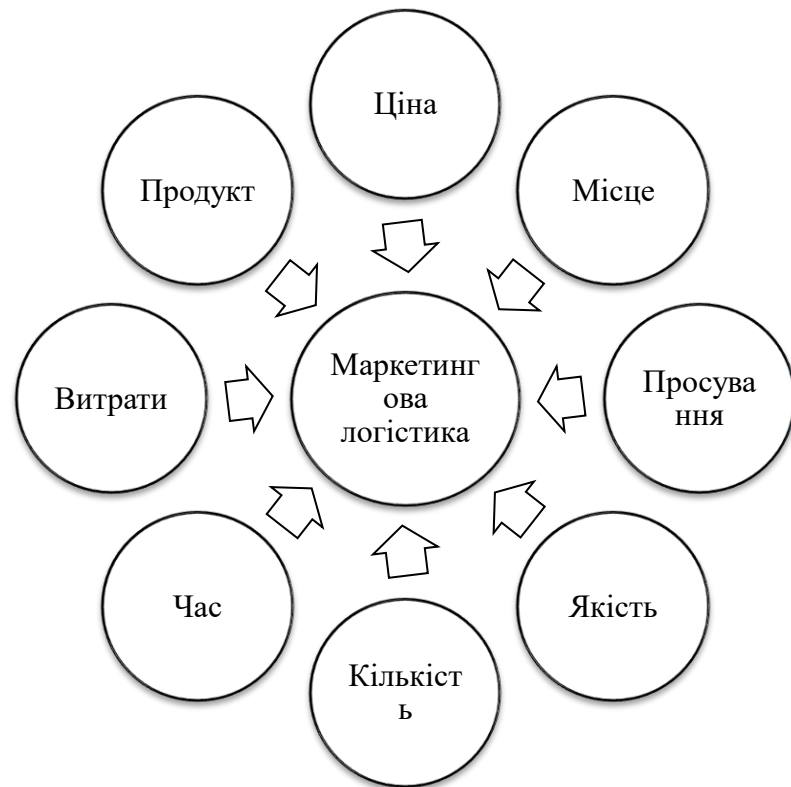 Ціна
Продукт
Місце
Витрати
Маркетинг
ова
логістика
Просува
ння
Час
Якість
Кількіст
ь